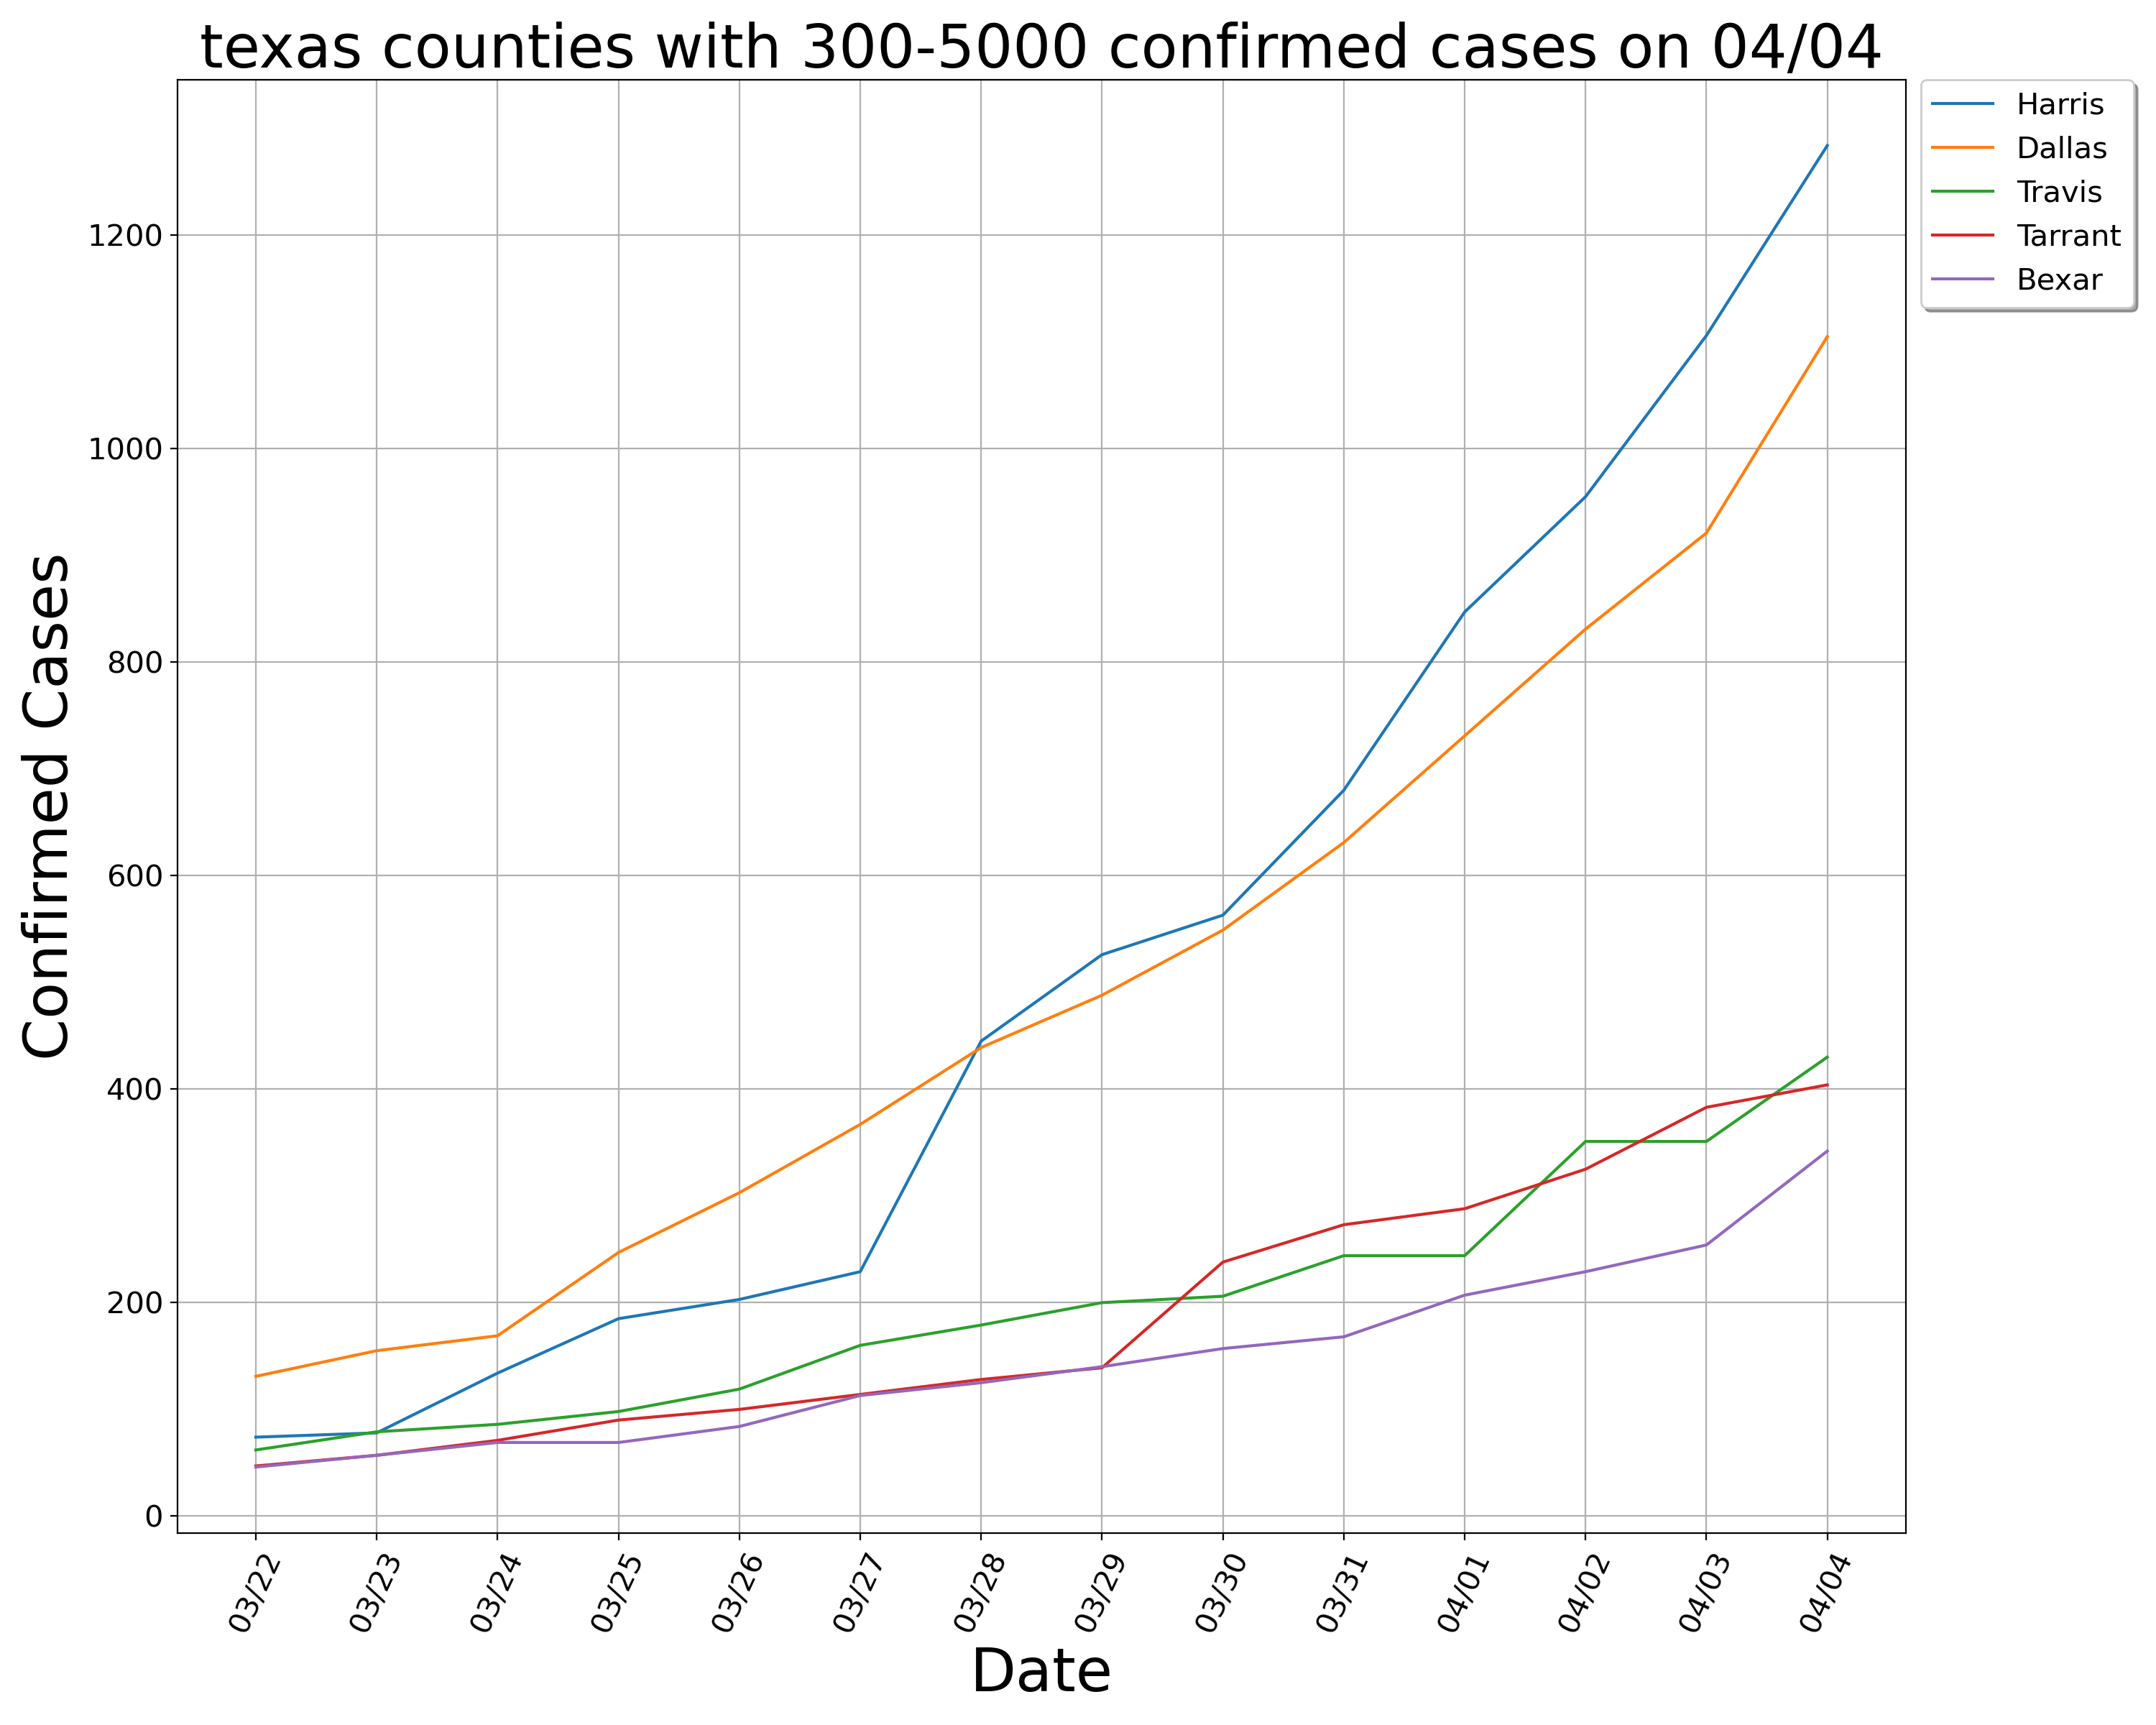 texas counties with 300-5000 confirmed cases on 04/04
Harris
Dallas
Travis
Tarrant
Bexar
Confirmed Cases
1200
1000
800
600
400
200
0
03/22
03/23
03/24
03/25
03/26
03/27
03/28
03/29
03/30
03/31
04/01
04/02
04/03
04/04
Date